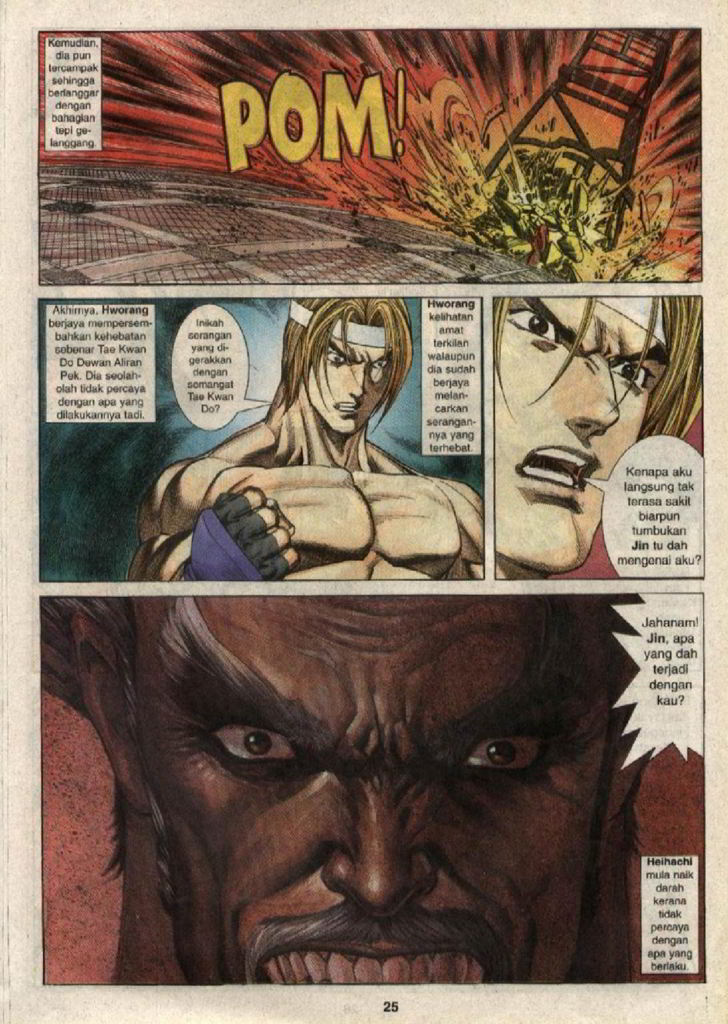 Kemudian,
dia pun
tercampak
sehingga
berlanggar
dengan
bahagian
tepi ge-
langgang.
POM!
Akhirnya, Hworang
berjaya mempersem-
bahkan kehebatan
sebenar Tae Kwan
Do Dewan Aliran
Pek. Dia seolah-
olah tidak percaya
dengan apa yang
dilakukannya tadi.
Inikah
serangan
yang di-
gerakkan
dengan
semangat
Tae Kwan
Do?
Hworang
kelihatan
amat
terkilan
walaupun
dia sudah
berjaya
melan-
carkan
serangan-
nya yang
terhebat.
Kenapa aku
langsung tak
terasa sakit
biarpun
tumbukan
Jin tu dah
mengenai aku?
Jahanam!
Jin, apa
yang dah
terjadi
dengan
kau?
Heihachi
mula naik
darah
kerana
tidak
percaya
dengan
apa yang
berlaku.
25